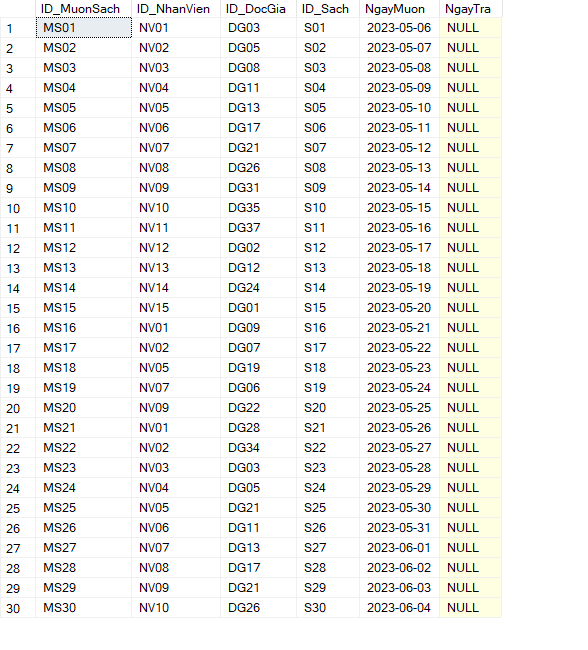 ID_MuonSach ID_NhanVien ID_DocGia ID_Sach NgayMuon NgayTra
1 MS01 NV01 DG03 S01 2023-05-06 NULL
2 MS02 NV02 DG05 S02 2023-05-07 NULL
3 MS03 NV03 DG08 S03 2023-05-08 NULL
4 MS04 NV04 DG11 S04 2023-05-09 NULL
5 MS05 NV05 DG13 S05 2023-05-10 NULL
6 MS06 NV06 DG17 S06 2023-05-11 NULL
7 MS07 NV07 DG21 S07 2023-05-12 NULL
8 MS08 NV08 DG26 S08 2023-05-13 NULL
9 MS09 NV09 DG31 S09 2023-05-14 NULL
10 MS10 NV10 DG35 S10 2023-05-15 NULL
11 MS11 NV11 DG37 S11 2023-05-16 NULL
12 MS12 NV12 DG02 S12 2023-05-17 NULL
13 MS13 NV13 DG12 S13 2023-05-18 NULL
14 MS14 NV14 DG24 S14 2023-05-19 NULL
15 MS15 NV15 DG01 S15 2023-05-20 NULL
16 MS16 NV01 DG09 S16 2023-05-21 NULL
17 MS17 NV02 DG07 S17 2023-05-22 NULL
18 MS18 NV05 DG19 S18 2023-05-23 NULL
19 MS19 NV07 DG06 S19 2023-05-24 NULL
20 MS20 NV09 DG22 S20 2023-05-25 NULL
21 MS21 NV01 DG28 S21 2023-05-26 NULL
22 MS22 NV02 DG34 S22 2023-05-27 NULL
23 MS23 NV03 DG03 S23 2023-05-28 NULL
24 MS24 NV04 DG05 S24 2023-05-29 NULL
25 MS25 NV05 DG21 S25 2023-05-30 NULL
26 MS26 NV06 DG11 S26 2023-05-31 NULL
27 MS27 NV07 DG13 S27 2023-06-01 NULL
28 MS28 NV08 DG17 S28 2023-06-02 NULL
29 MS29 NV09 DG21 S29 2023-06-03 NULL
30 MS30 NV10 DG26 S30 2023-06-04 NULL